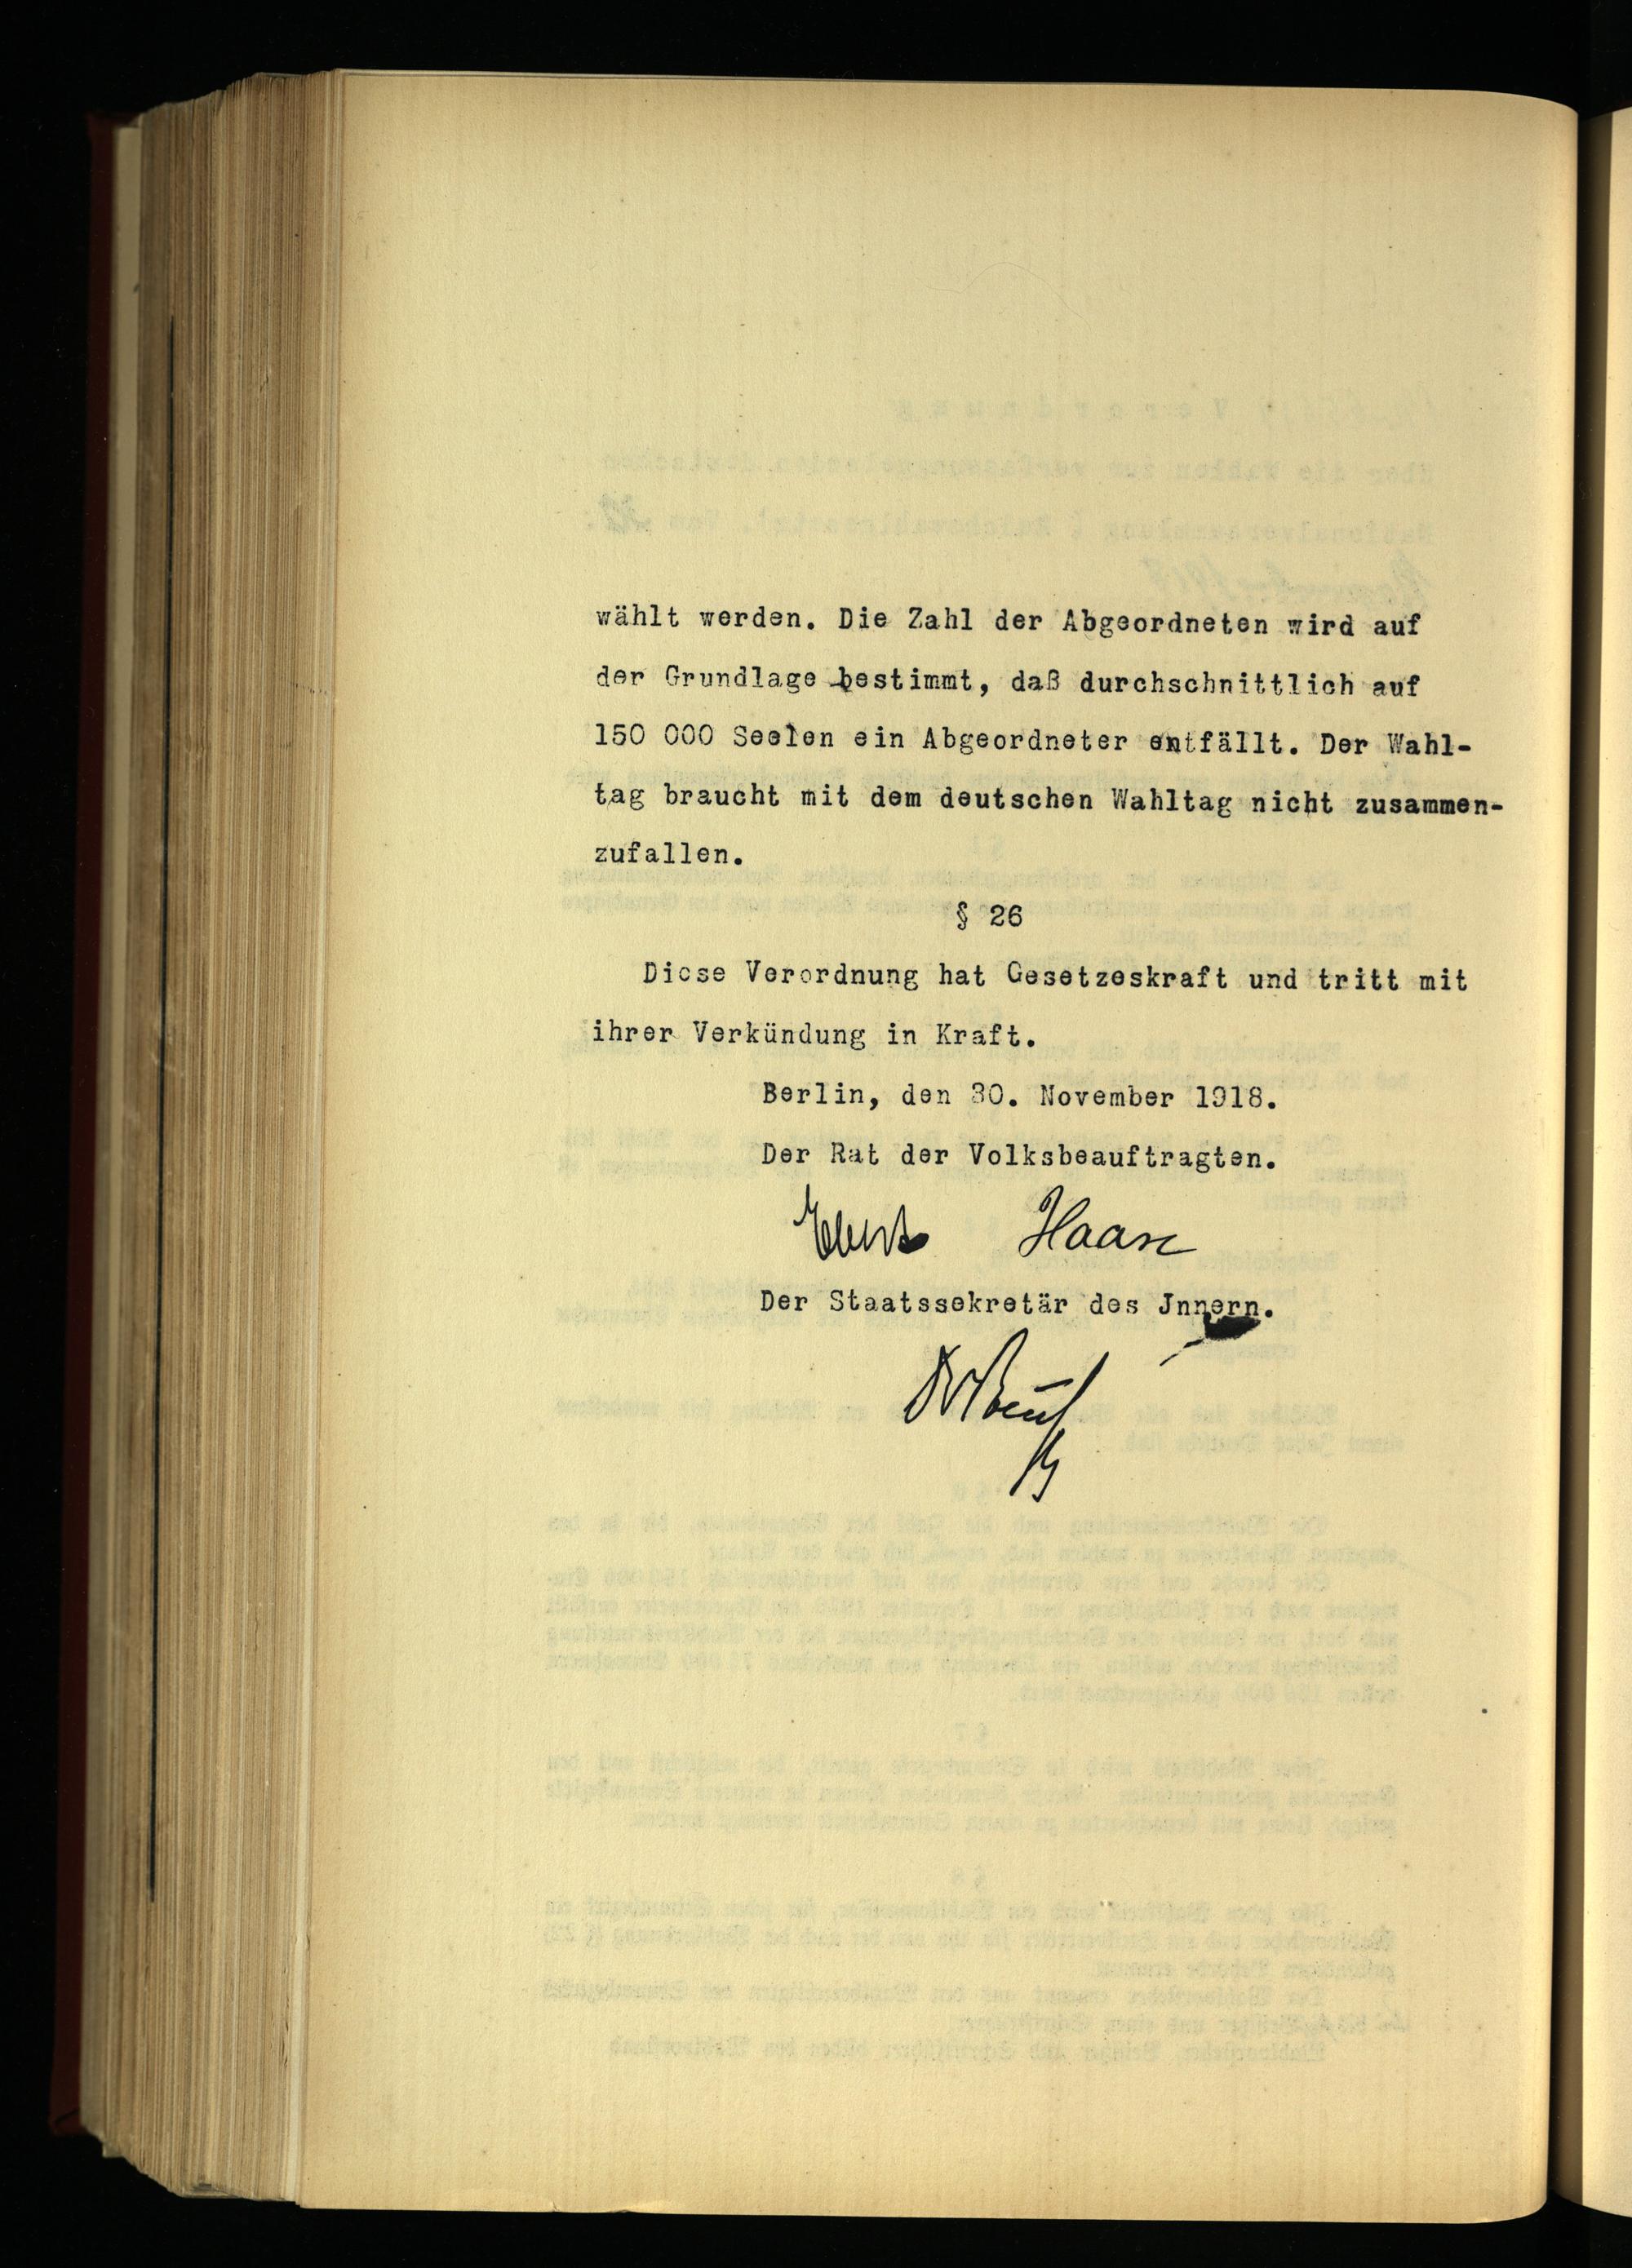 wählt werden. Die Zahl der Abgeordneten wird auf
der Grundlage bestimmt, daß durchschnittlich auf
150 000 Seelen ein Abgeordneter entfällt. Der Wahl-
tag braucht mit dem deutschen Wahltag nicht zusammen-
zufallen.
§ 26
Diese Verordnung hat Gesetzeskraft und tritt mit
ihrer Verkündung in Kraft.
Berlin, den 30. November 1918.
Der Rat der Volksbeauftragten.
Ebert Haase
Der Staatssekretär des Jnnern.